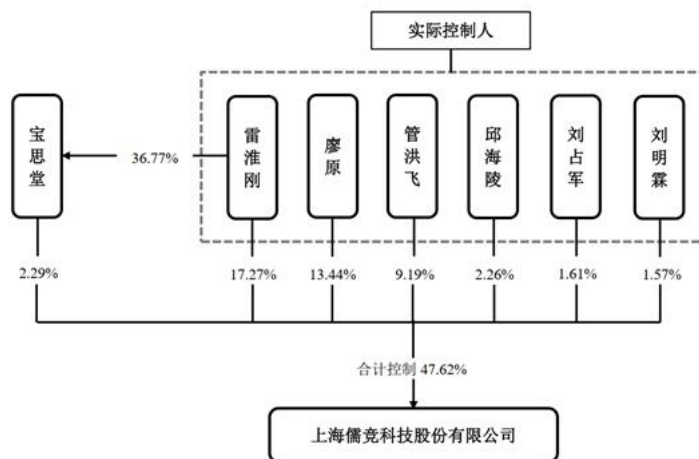 实际控制人
宝思堂
36.77%
雷淮刚
廖原
管洪飞
邱海陵
刘占军
刘明霖
2.29%
17.27%
13.44%
9.19%
2.26%
1.61%
1.57%
合计控制 47.62%
上海儒竞科技股份有限公司